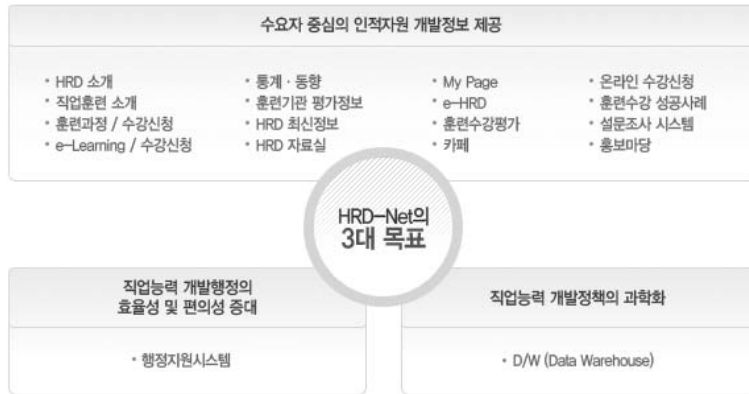 수요자 중심의 인적자원 개발정보 제공
• HRD 소개
• 직업훈련 소개
• 훈련과정 / 수강신청
• e-Learning / 수강신청
• 통계 · 동향
• 훈련기관 평가정보
• HRD 최신정보
• HRD 자료실
• My Page
• e-HRD
• 훈련수강평가
• 카페
• 온라인 수강신청
• 훈련수강 성공사례
• 설문조사 시스템
• 홍보마당
HRD-Net의
3대 목표
직업능력 개발행정의
효율성 및 편의성 증대
• 행정지원시스템
직업능력 개발정책의 과학화
• D/W (Data Warehouse)